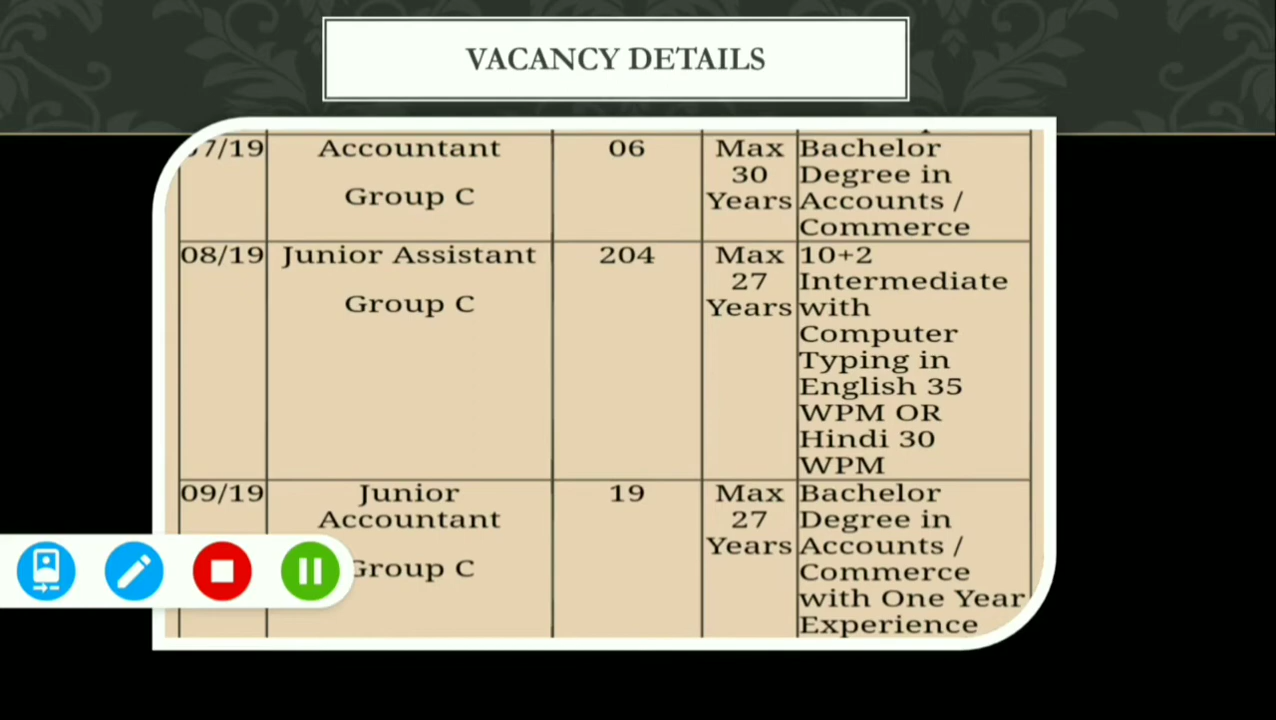 VACANCY DETAILS
7/19 Accountant 06 Max Bachelor
30 Degree in
Group C Years Accounts /
Commerce
08/19 Junior Assistant 204 Max 10+2
27 Intermediate
Group C Years with
Computer
Typing in
English 35
WPM OR
Hindi 30
WPM
09/19 Junior 19 Max Bachelor
Accountant 27 Degree in
Years Accounts /
Group C Commerce
with One Year
Experience